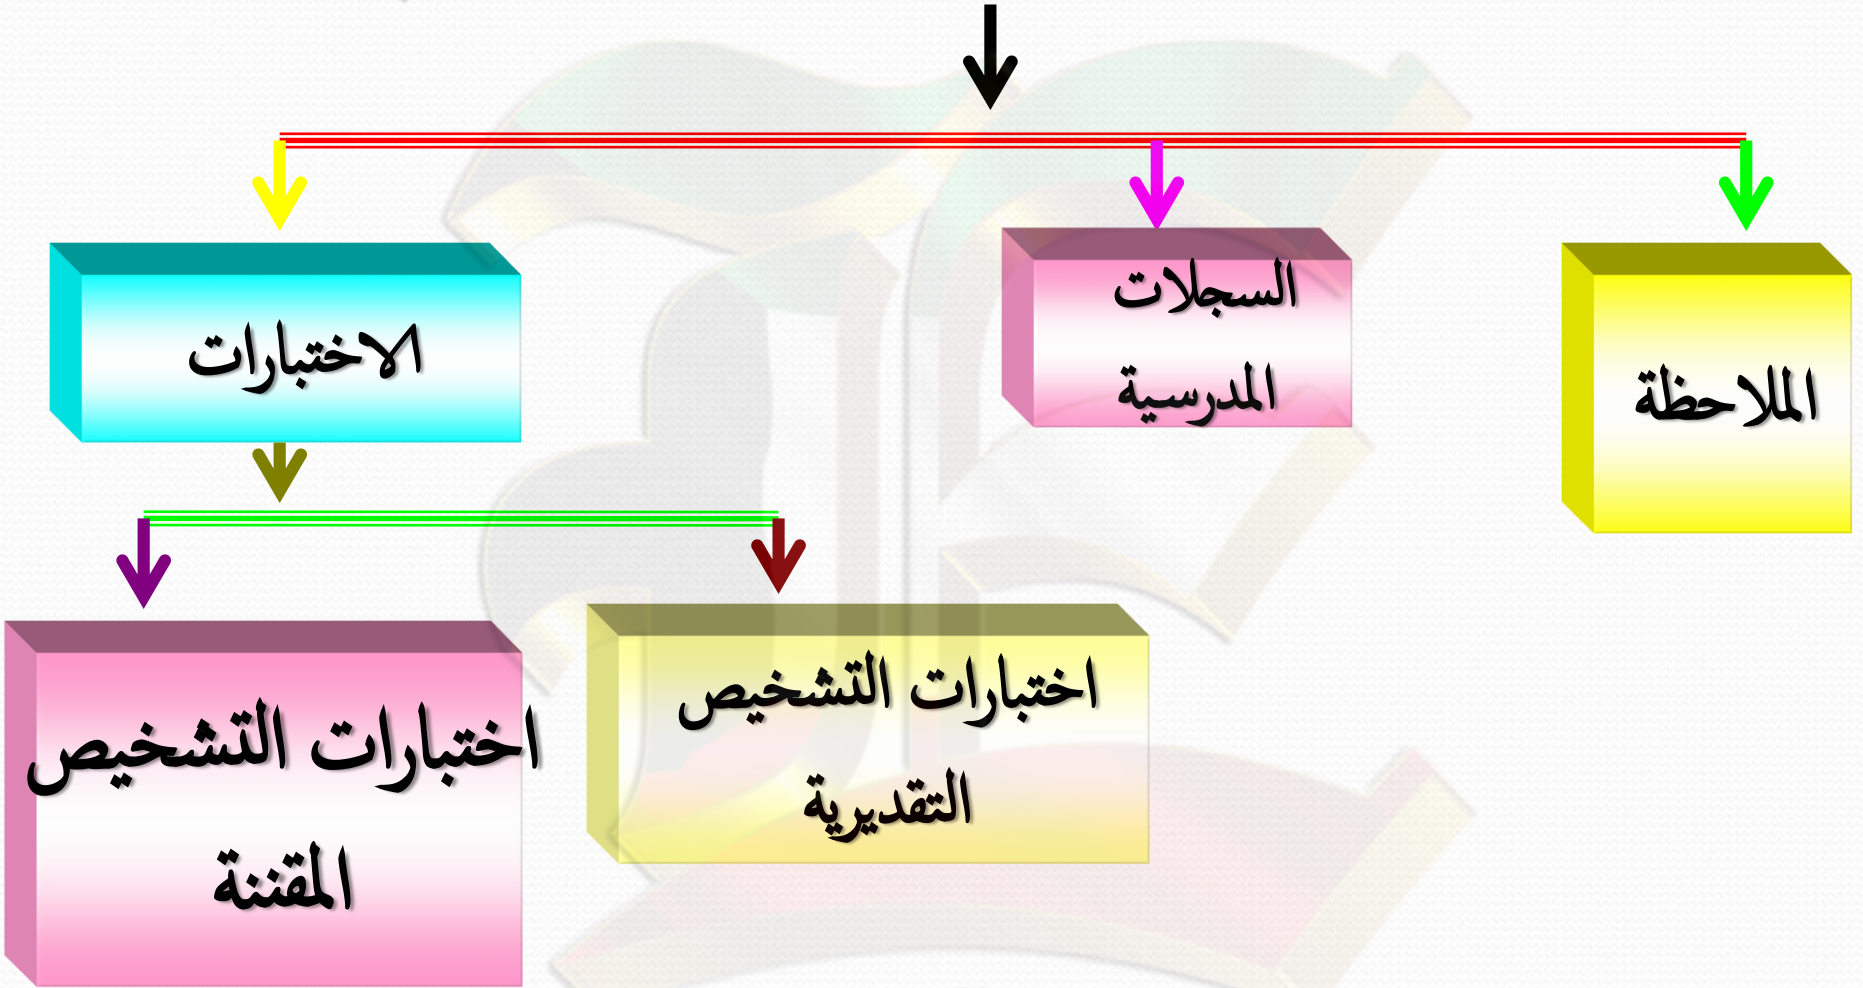 الملاحظة
السجلات
المدرسية
الاختبارات
اختبارات التشخيص
التقديرية
اختبارات التشخيص
المقننة